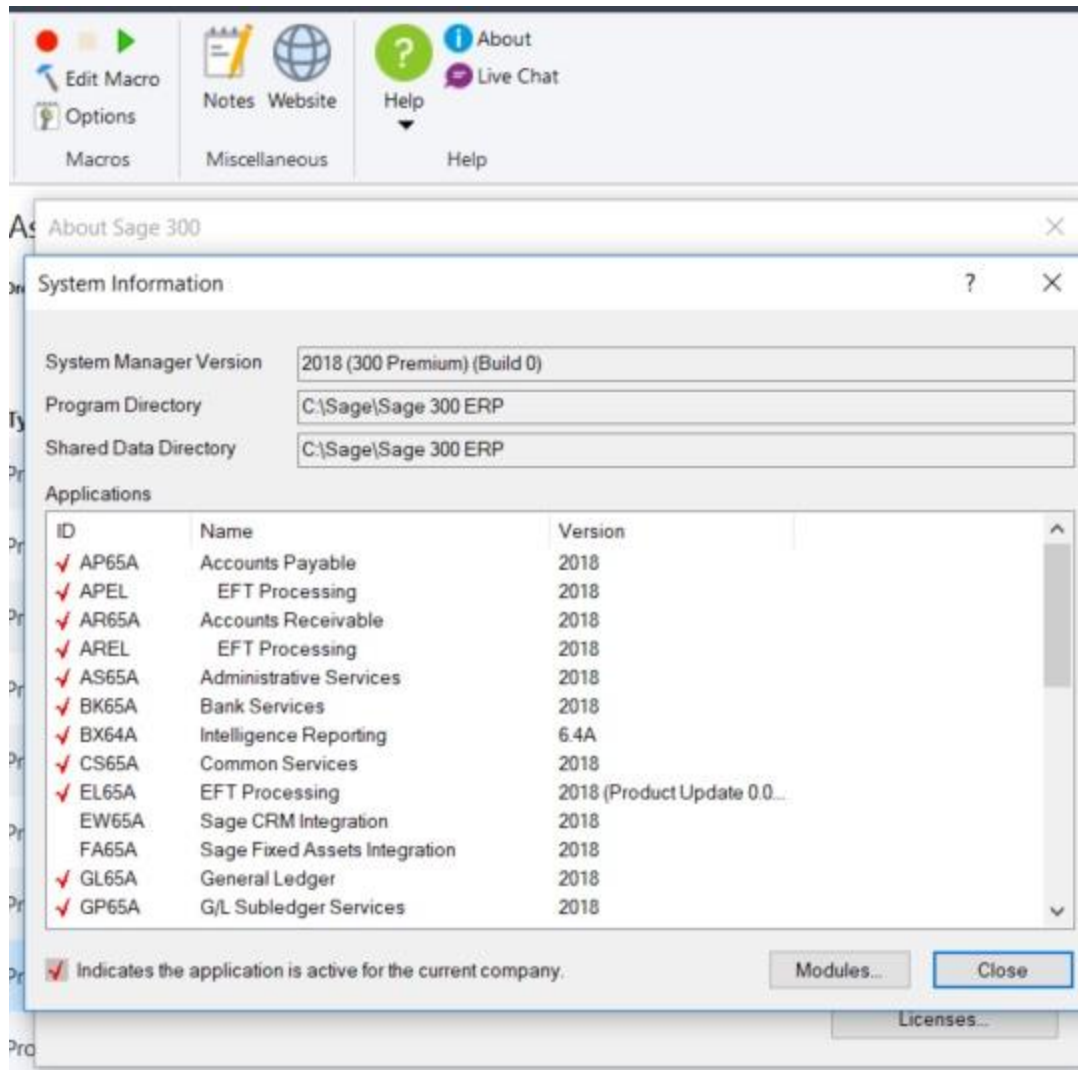 About
Edit Macro
Live Chat
Notes Website
Help
Options
Macros
Miscellaneous
Help
As
About Sage 300
System Information
?
System Manager Version 2018 (300 Premium) (Build 0)
Program Directory C:\Sage\Sage 300 ERP
Ty
Shared Data Directory C:\Sage\Sage 300 ERP
Applications
ID Name Version
AP65A Accounts Payable 2018
APEL EFT Processing 2018
AR65A Accounts Receivable 2018
AREL EFT Processing 2018
AS65A Administrative Services 2018
BK65A Bank Services 2018
BX64A Intelligence Reporting 6.4A
CS65A Common Services 2018
EL65A EFT Processing 2018 (Product Update 0.0...
EW65A Sage CRM Integration 2018
FA65A Sage Fixed Assets Integration 2018
GL65A General Ledger 2018
GP65A G/L Subledger Services 2018
Indicates the application is active for the current company.
Modules...
Close
Licenses...
Pro